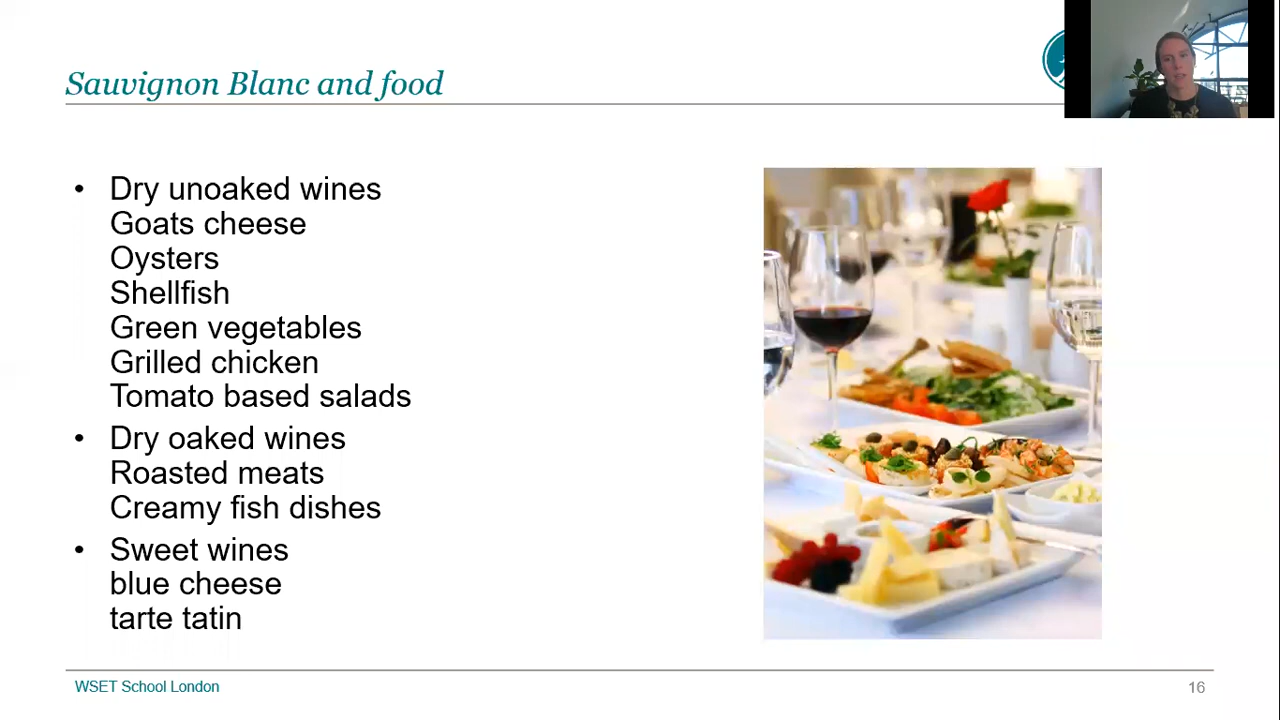 Sauvignon Blanc and food
• Dry unoaked wines
Goats cheese
Oysters
Shellfish
Green vegetables
Grilled chicken
Tomato based salads
• Dry oaked wines
Roasted meats
Creamy fish dishes
• Sweet wines
blue cheese
tarte tatin
WSET School London
16